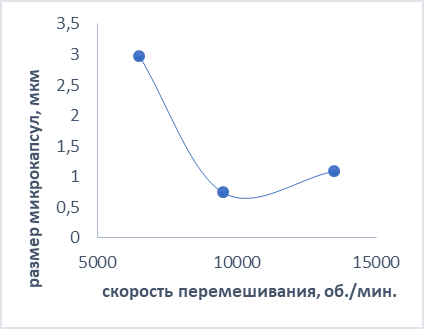 размер микрокапсул, мкм
3,5
3
2,5
2
1,5
1
0,5
0
5000 10000 15000
скорость перемешивания, об./мин.